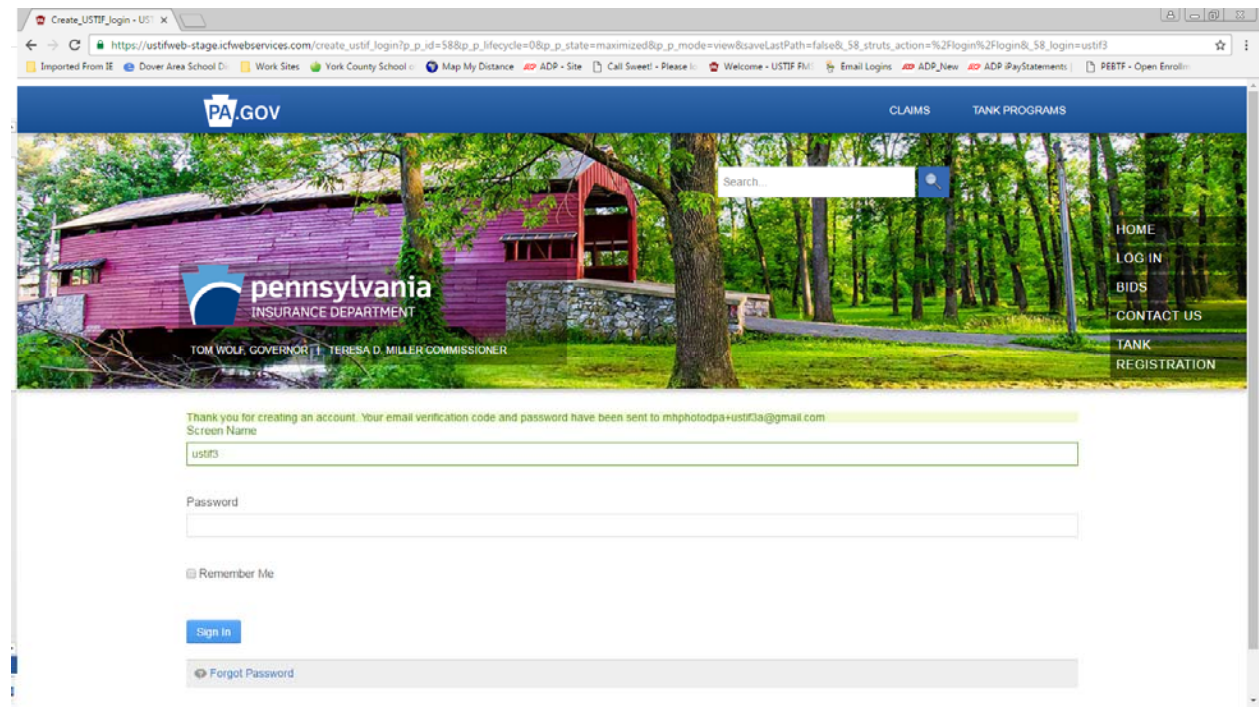 Create_USTIF_login - UST
https://ustifweb-stage.icfwebservices.com/create_ustif_login?p_p_id=58&p_p_lifecycle=0&p_p_state=maximized&p_p_mode=view&saveLastPath=false&_58_struts_action=%2Flogin%2Flogin&_58_login=ustif3
Imported From IE Dover Area School Di Work Sites York County School o Map My Distance ADP - Site Call Sweet! - Please lo Welcome - USTIF FMS Email Logins ADP_New ADP iPayStatements | PEBTF - Open Enrollm
PA.GOV CLAIMS TANK PROGRAMS
Search...
HOME
LOG IN
BIDS
CONTACT US
TANK
REGISTRATION
pennsylvania
INSURANCE DEPARTMENT
TOM WOLF, GOVERNOR | TERESA D. MILLER COMMISSIONER
Thank you for creating an account. Your email verification code and password have been sent to mhphotodpa+ustif3a@gmail.com
Screen Name
ustif3
Password
Remember Me
Sign In
Forgot Password